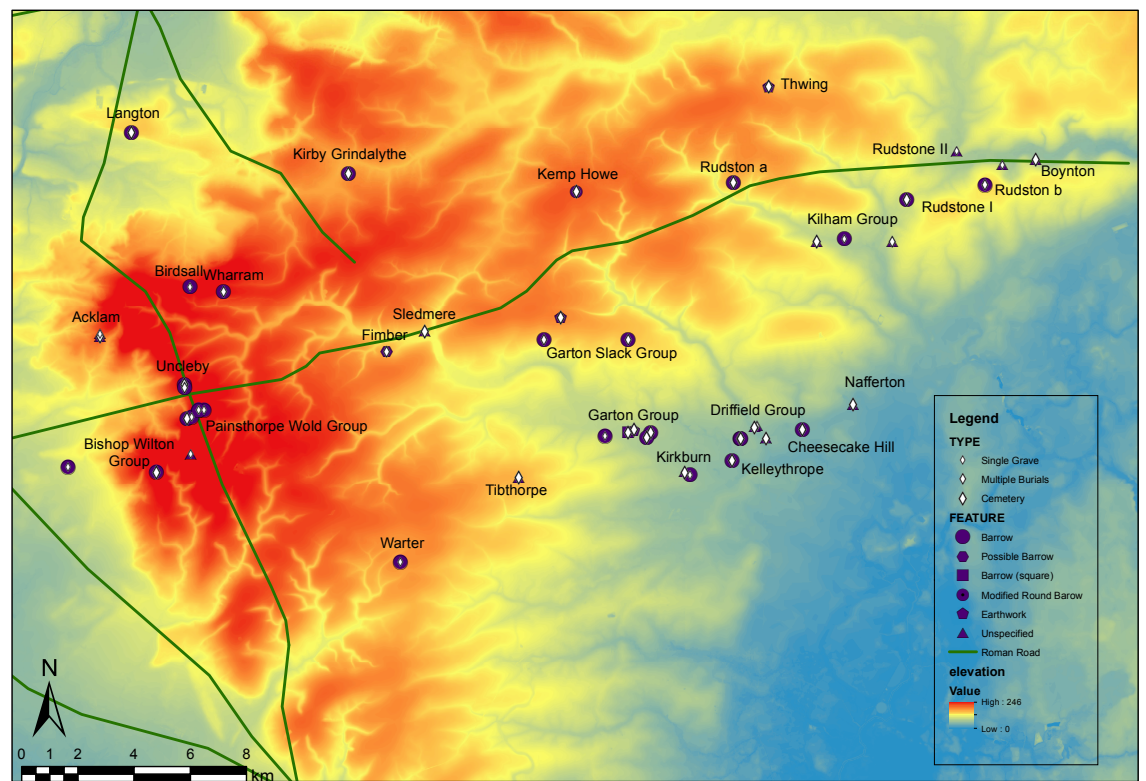 Thwing
Langton
Kirby Grindalythe
Rudstone II
Boynton
Kemp Howe
Rudston a
Rudston b
Rudstone I
Kilham Group
Birdsall
Wharram
Acklam
Sledmere
Fimber
Garton Slack Group
Uncleby
Nafferton
Painsthorpe Wold Group
Garton Group
Driffield Group
Bishop Wilton
Group
Cheesecake Hill
Kirkburn
Kelleythrope
Tibthorpe
Warter
Legend
TYPE
Single Grave
Multiple Burials
Cemetery
FEATURE
Barrow
Possible Barrow
Barrow (square)
Modified Round Barow
Earthwork
Unspecified
Roman Road
elevation
Value
High : 246
Low : 0
N
0 1 2 4 6 8
km